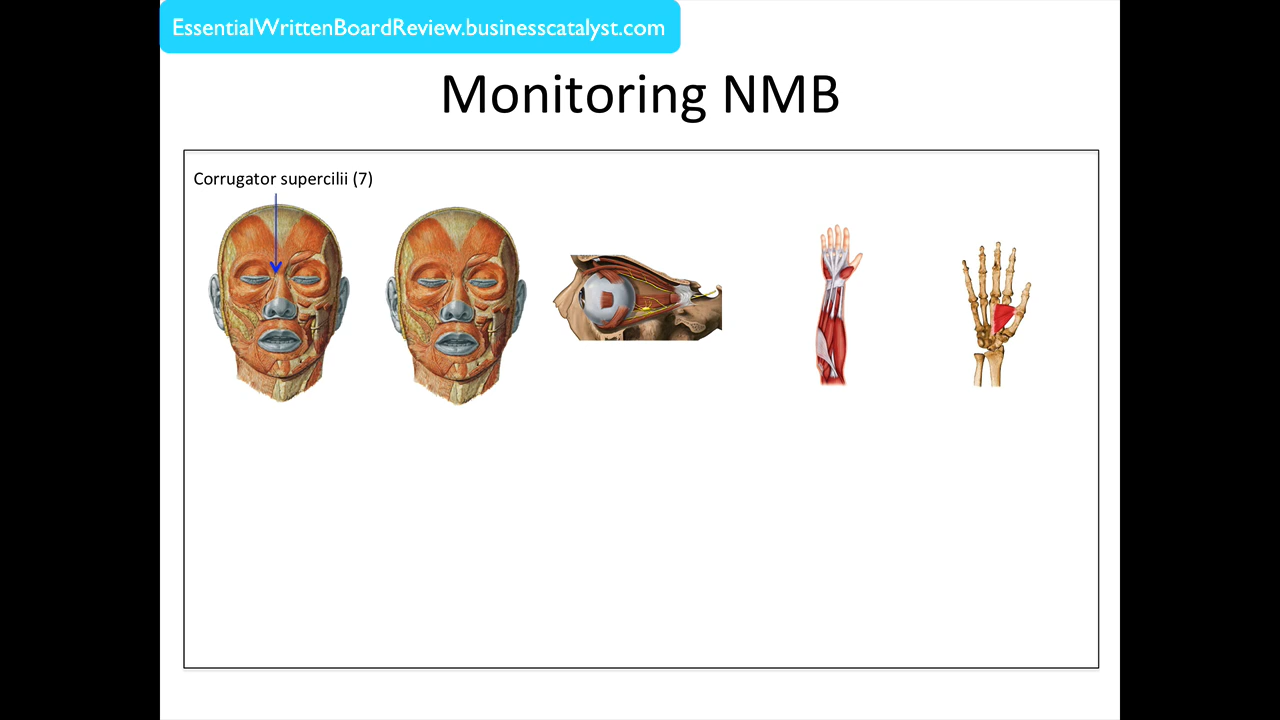 EssentialWrittenBoardReview.businesscatalyst.com
Monitoring NMB
Corrugator supercilii (7)